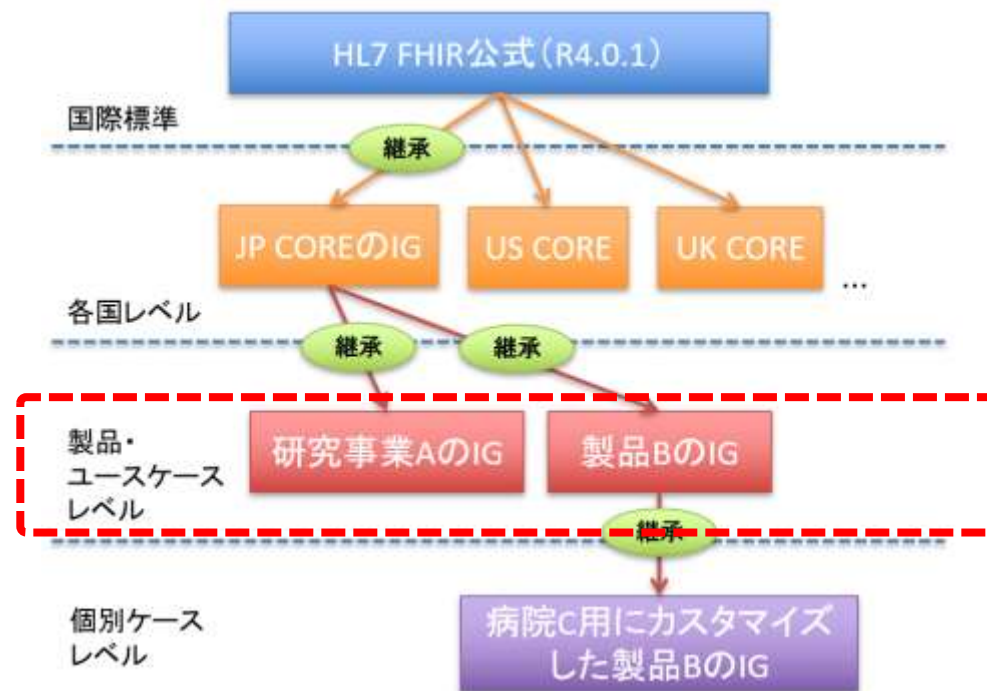 HL7 FHIR公式（R4.0.1）
国際標準
継承
JP COREのIG
US CORE
UK CORE
...
各国レベル
継承
継承
製品・
ユースケース
レベル
研究事業AのIG
製品BのIG
継承
個別ケース
レベル
病院C用にカスタマイズ
した製品BのIG